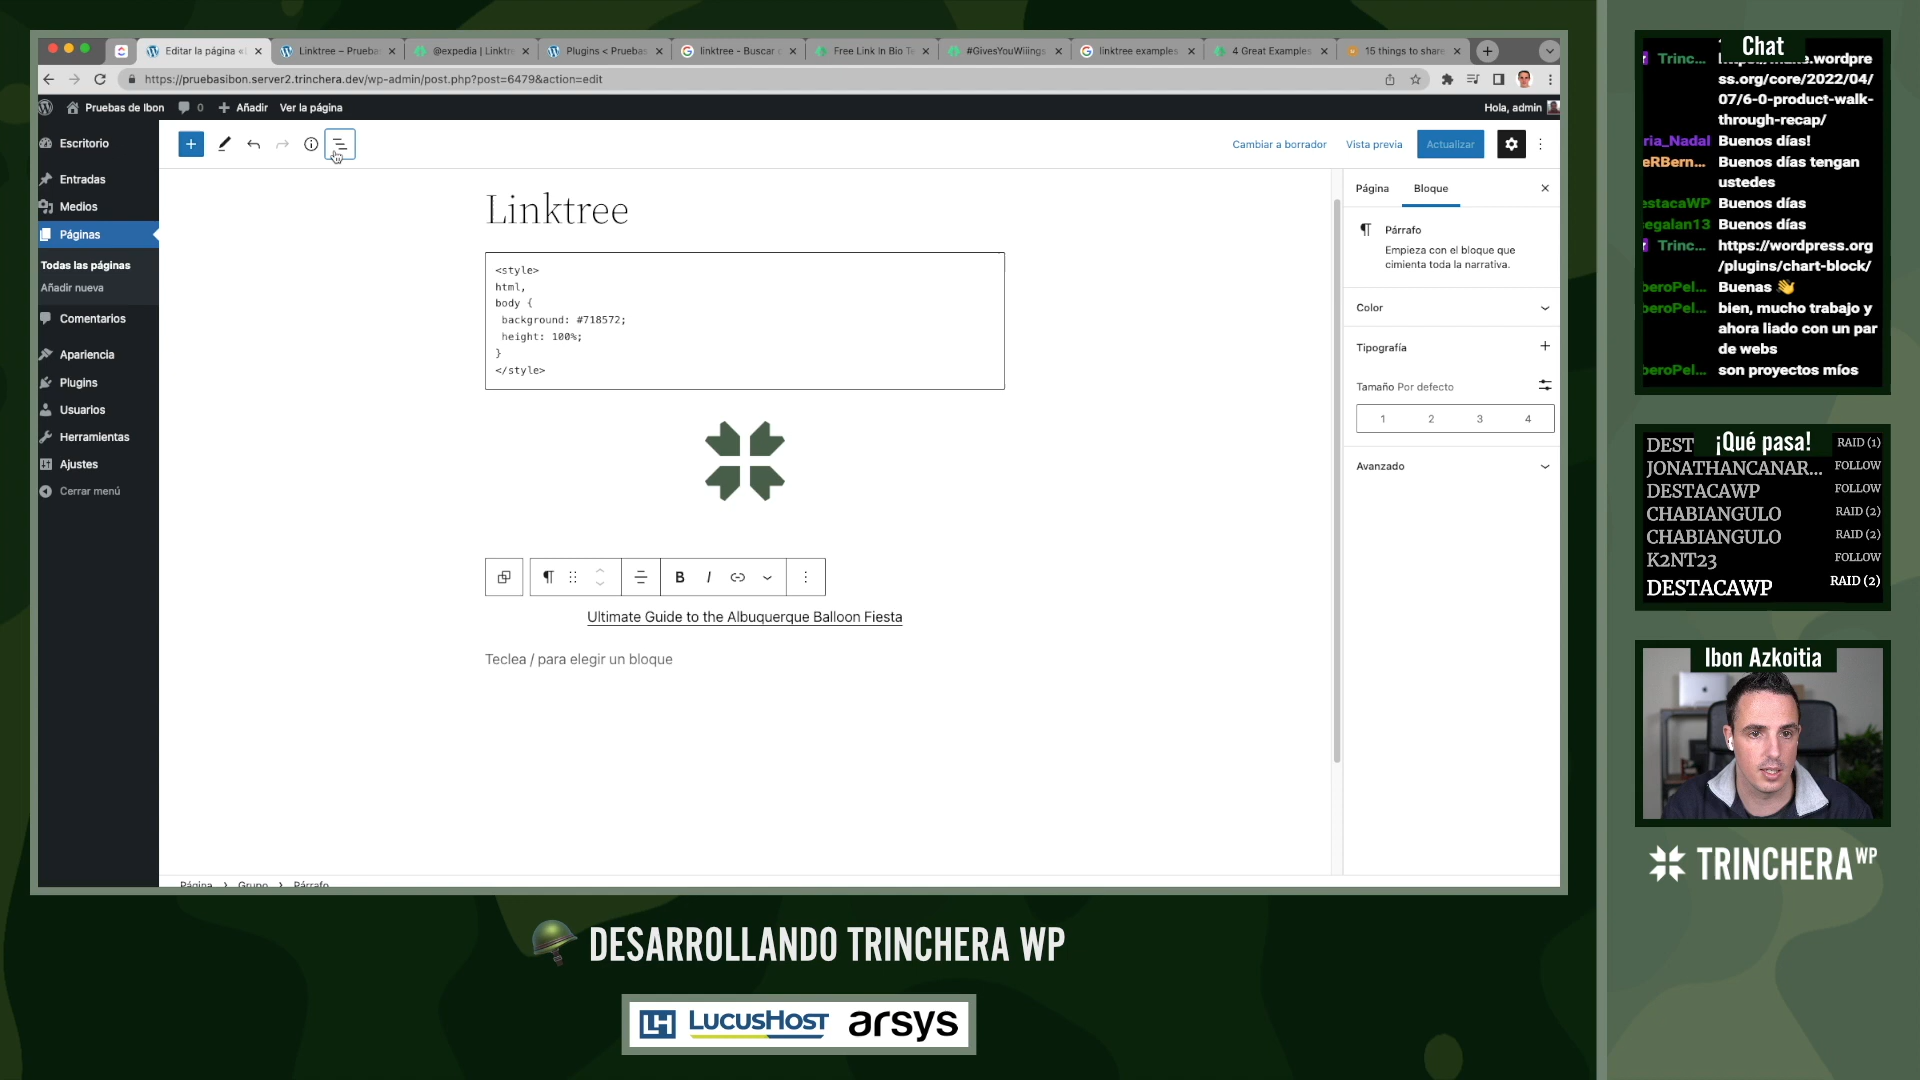 Editar la página «
Linktree – Pruebas
@expedia | Linktre
Plugins < Pruebas
linktree - Buscar c
Free Link In Bio Te
#GivesYouWiiings
linktree examples
4 Great Examples
15 things to share
https://pruebasibon.server2.trinchera.dev/wp-admin/post.php?post=6479&action=edit
Pruebas de Ibon
0
Añadir
Ver la página
Hola, admin
Escritorio
Entradas
Medios
Páginas
Todas las páginas
Añadir nueva
Comentarios
Apariencia
Plugins
Usuarios
Herramientas
Ajustes
Cerrar menú
Cambiar a borrador
Vista previa
Actualizar
Linktree
<style>
html,
body {
background: #718572;
height: 100%;
}
</style>
B I
Ultimate Guide to the Albuquerque Balloon Fiesta
Teclea / para elegir un bloque
Página
Bloque
Párrafo
Empieza con el bloque que
cimienta toda la narrativa.
Color
Tipografía
Tamaño Por defecto
1 2 3 4
Avanzado
Página > Grupo > Párrafo
Chat
Trinc...
.wordpre
ss.org/core/2022/04/
07/6-0-product-walk-
through-recap/
ria_Nadal Buenos días!
eRBern... Buenos días tengan
ustedes
estacaWP Buenos días
egalan13 Buenos días
Trinc... https://wordpress.org
/plugins/chart-block/
beroPel... Buenas 👋
beroPel... bien, mucho trabajo y
ahora liado con un par
de webs
beroPel... son proyectos míos
¡Qué pasa!
DEST RAID (1)
JONATHANCANAR... FOLLOW
DESTACAWP FOLLOW
CHABIANGULO RAID (2)
CHABIANGULO RAID (2)
K2NT23 FOLLOW
DESTACAWP RAID (2)
Ibon Azkoitia
TRINCHERA WP
DESARROLLANDO TRINCHERA WP
LH LUCUSHOST arsys